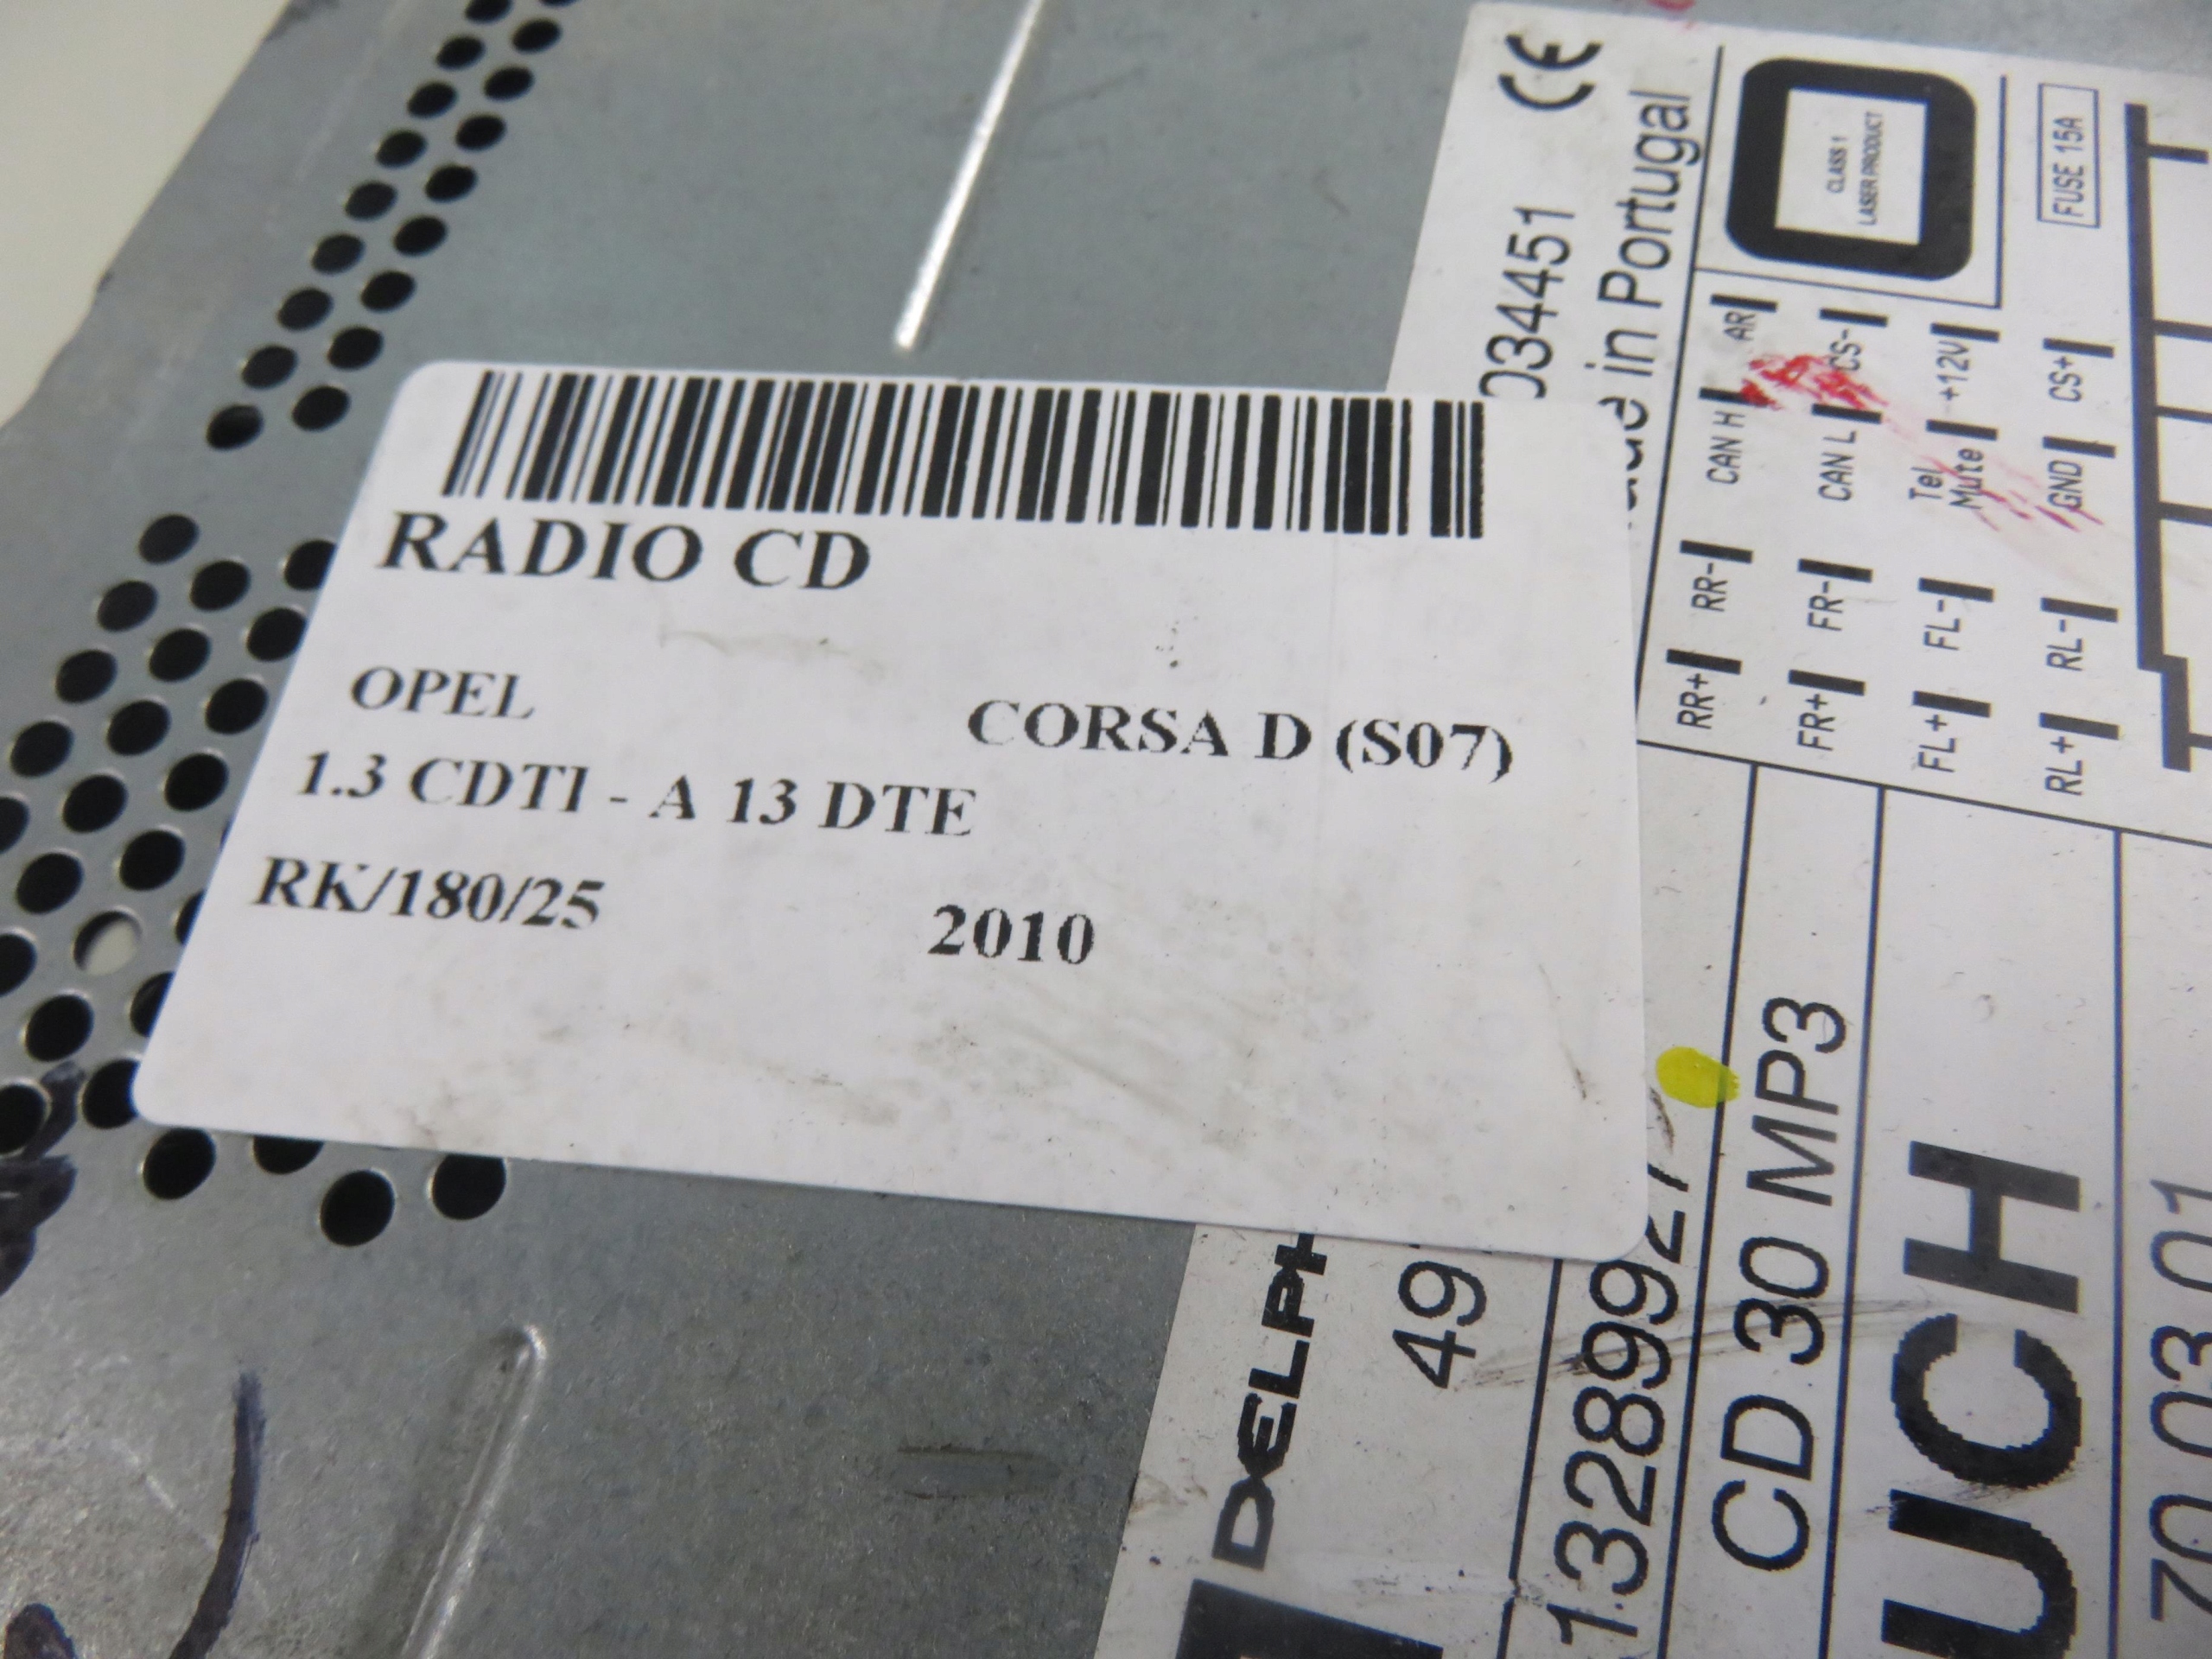 RADIO CD
OPEL CORSA D (S07)
1.3 CDTI - A 13 DTE
RK/180/25 2010
034451
in Portugal
CLASS 1
LASER PRODUCT
FUSE 15A
RR+ RR- CAN H AR
FR+ FR- CAN L CS-
FL+ FL- Tel Mute +12V
RL+ RL- GND CS+
DELPH
49
13289927
CD 30 MP3
UCH
70 03 01